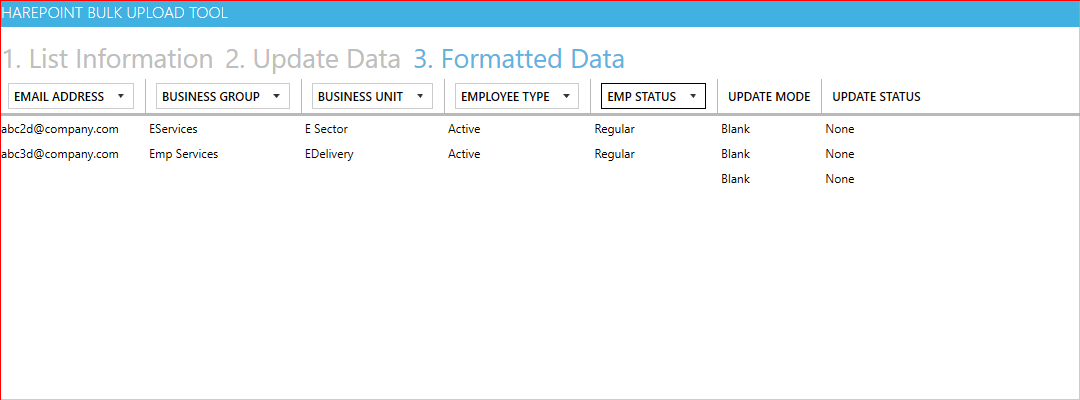 HAREPOINT BULK UPLOAD TOOL
1. List Information 2. Update Data 3. Formatted Data
EMAIL ADDRESS BUSINESS GROUP BUSINESS UNIT EMPLOYEE TYPE EMP STATUS UPDATE MODE UPDATE STATUS
abc2d@company.com EServices E Sector Active Regular Blank None
abc3d@company.com Emp Services EDelivery Active Regular Blank None
Blank None